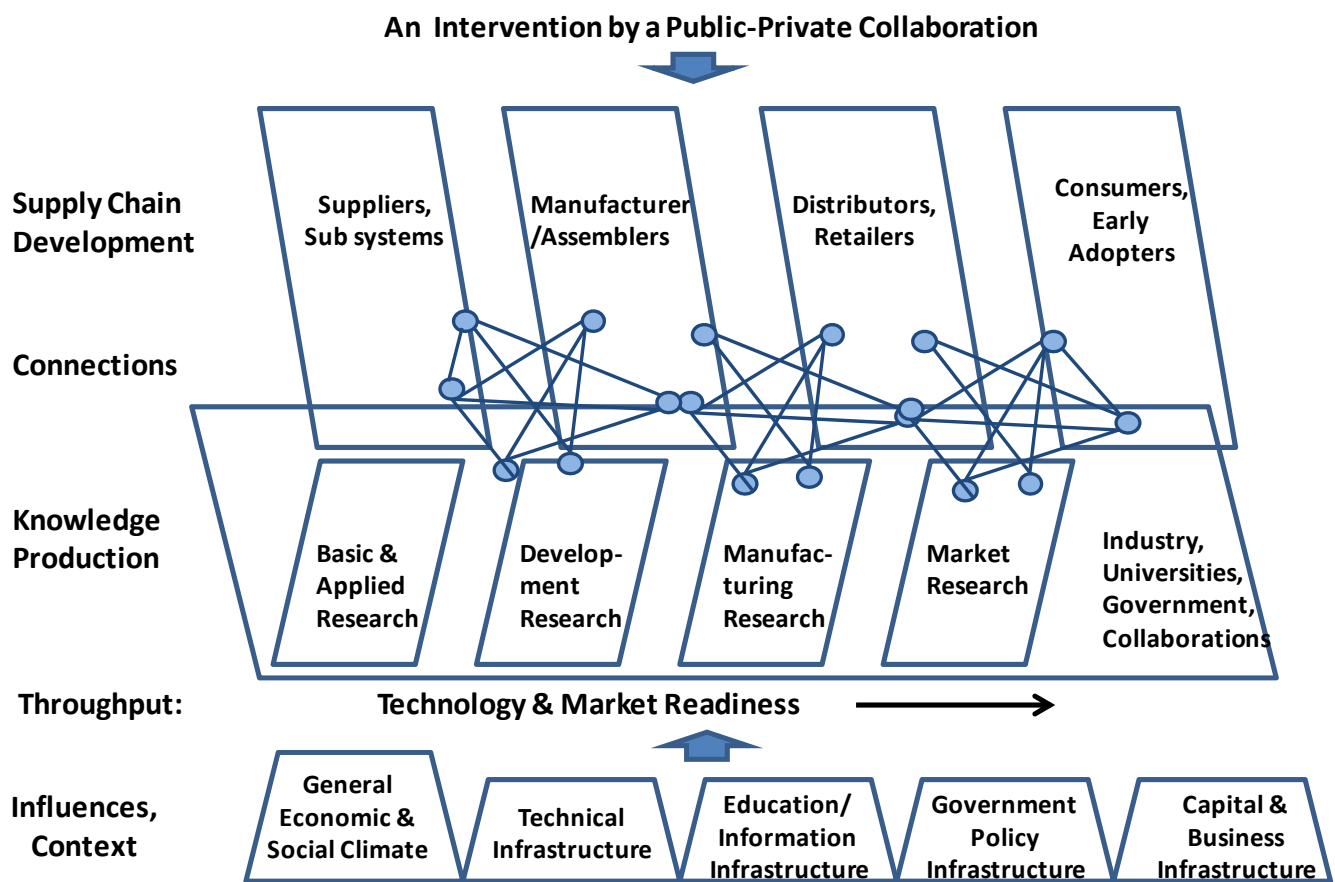 An Intervention by a Public-Private Collaboration
Supply Chain
Development
Suppliers,
Sub systems
Manufacturer
/Assemblers
Distributors,
Retailers
Consumers,
Early
Adopters
Connections
Knowledge
Production
Basic &
Applied
Research
Develop-
ment
Research
Manufac-
turing
Research
Market
Research
Industry,
Universities,
Government,
Collaborations
Throughput:
Technology & Market Readiness
Influences,
Context
General
Economic &
Social Climate
Technical
Infrastructure
Education/
Information
Infrastructure
Government
Policy
Infrastructure
Capital &
Business
Infrastructure